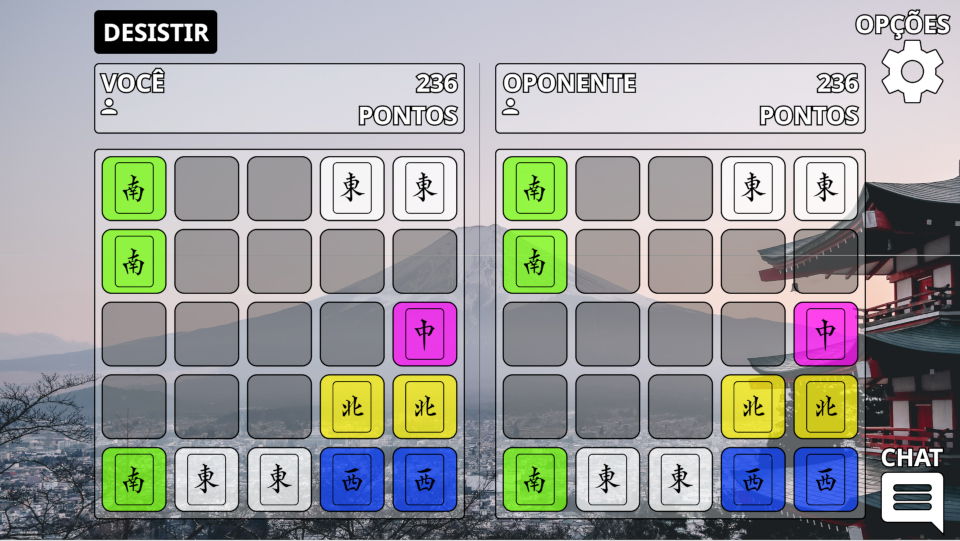 DESISTIR
OPÇÕES
VOCÊ 236
PONTOS
OPONENTE 236
PONTOS
南 東 東
南
中
北 北
南 東 東 西 西
南 東 東
南
中
北 北
南 東 東 西 西
CHAT